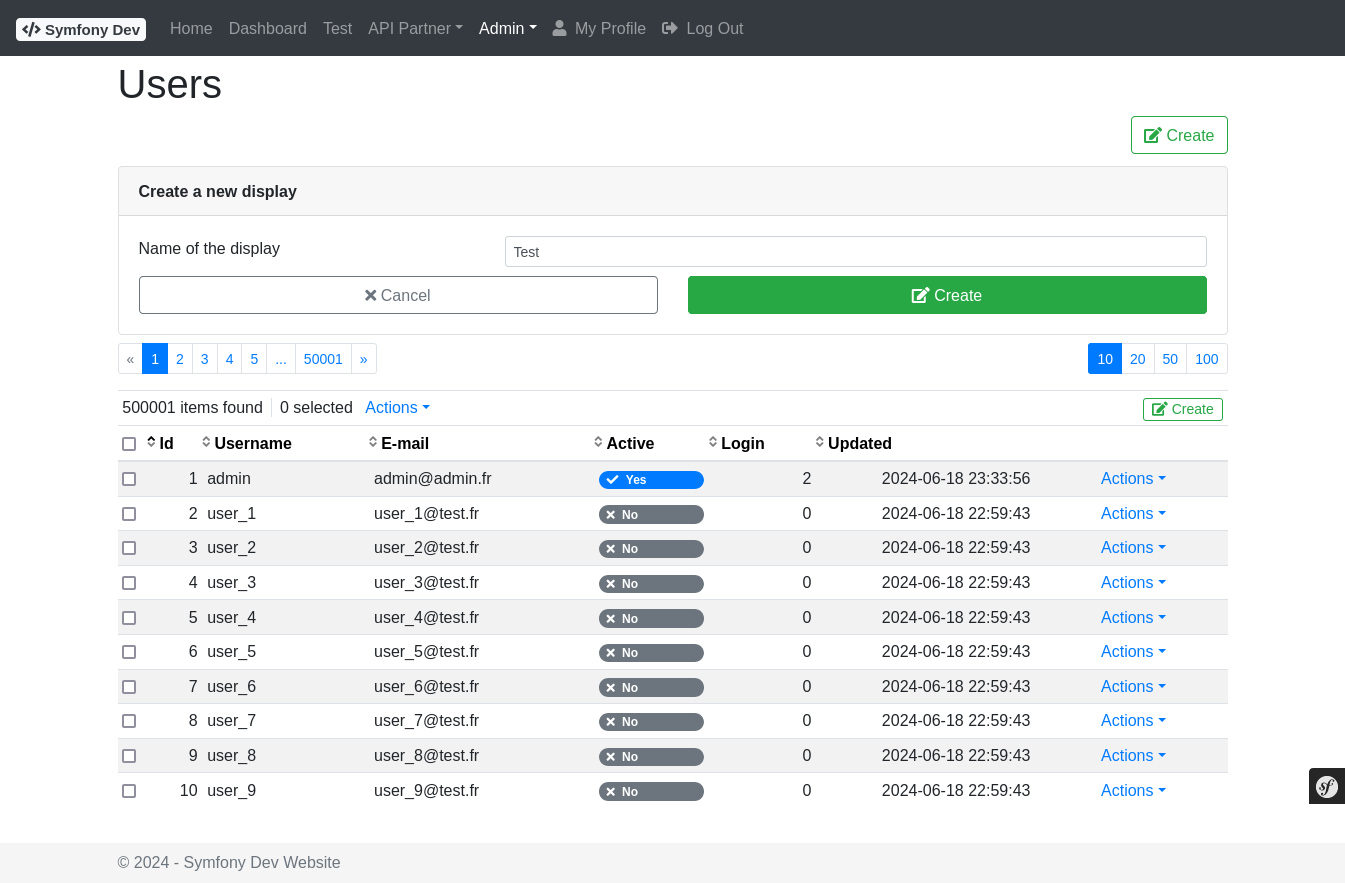 Symfony Dev Home Dashboard Test API Partner Admin My Profile Log Out
Users
Create
Create a new display
Name of the display Test
Cancel Create
« 1 2 3 4 5 ... 50001 » 10 20 50 100
500001 items found 0 selected Actions Create
Id Username E-mail Active Login Updated
1 admin admin@admin.fr Yes 2 2024-06-18 23:33:56 Actions
2 user_1 user_1@test.fr No 0 2024-06-18 22:59:43 Actions
3 user_2 user_2@test.fr No 0 2024-06-18 22:59:43 Actions
4 user_3 user_3@test.fr No 0 2024-06-18 22:59:43 Actions
5 user_4 user_4@test.fr No 0 2024-06-18 22:59:43 Actions
6 user_5 user_5@test.fr No 0 2024-06-18 22:59:43 Actions
7 user_6 user_6@test.fr No 0 2024-06-18 22:59:43 Actions
8 user_7 user_7@test.fr No 0 2024-06-18 22:59:43 Actions
9 user_8 user_8@test.fr No 0 2024-06-18 22:59:43 Actions
10 user_9 user_9@test.fr No 0 2024-06-18 22:59:43 Actions
sf
© 2024 - Symfony Dev Website